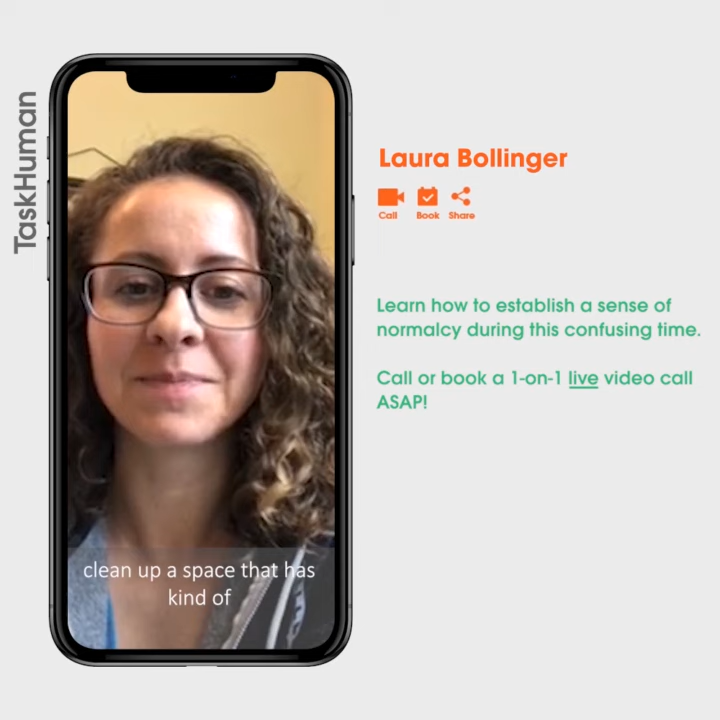 TaskHuman
Laura Bollinger
Call Book Share
Learn how to establish a sense of
normalcy during this confusing time.
Call or book a 1-on-1 live video call
ASAP!
clean up a space that has
kind of